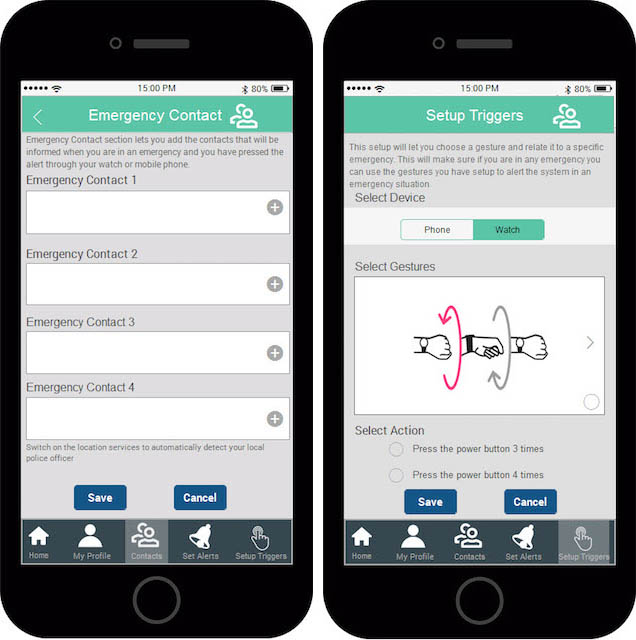 15:00 PM
80%
Emergency Contact
Emergency Contact section lets you add the contacts that will be
informed when you are in an emergency and you have pressed the
alert through your watch or mobile phone.
Emergency Contact 1
Emergency Contact 2
Emergency Contact 3
Emergency Contact 4
Switch on the location services to automatically detect your local
police officer
Save
Cancel
Home
My Profile
Contacts
Set Alerts
Setup Triggers
15:00 PM
80%
Setup Triggers
This setup will let you choose a gesture and relate it to a specific
emergency. This will make sure if you are in any emergency you
can use the gestures you have setup to alert the system in an
emergency situation
Select Device
Phone
Watch
Select Gestures
Select Action
Press the power button 3 times
Press the power button 4 times
Save
Cancel
Home
My Profile
Contacts
Set Alerts
Setup Triggers